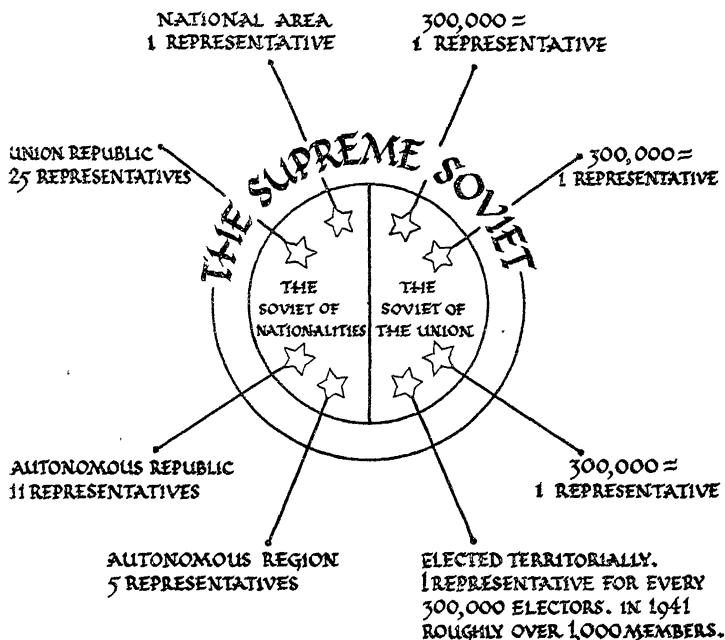 NATIONAL AREA
1 REPRESENTATIVE
300,000 =
1 REPRESENTATIVE
UNION REPUBLIC
25 REPRESENTATIVES
300,000 =
1 REPRESENTATIVE
THE SUPREME SOVIET
THE
SOVIET OF
NATIONALITIES
THE
SOVIET OF
THE UNION
AUTONOMOUS REPUBLIC
11 REPRESENTATIVES
300,000 =
1 REPRESENTATIVE
AUTONOMOUS REGION
5 REPRESENTATIVES
ELECTED TERRITORIALLY.
1 REPRESENTATIVE FOR EVERY
300,000 ELECTORS. IN 1941
ROUGHLY OVER 1,000 MEMBERS.